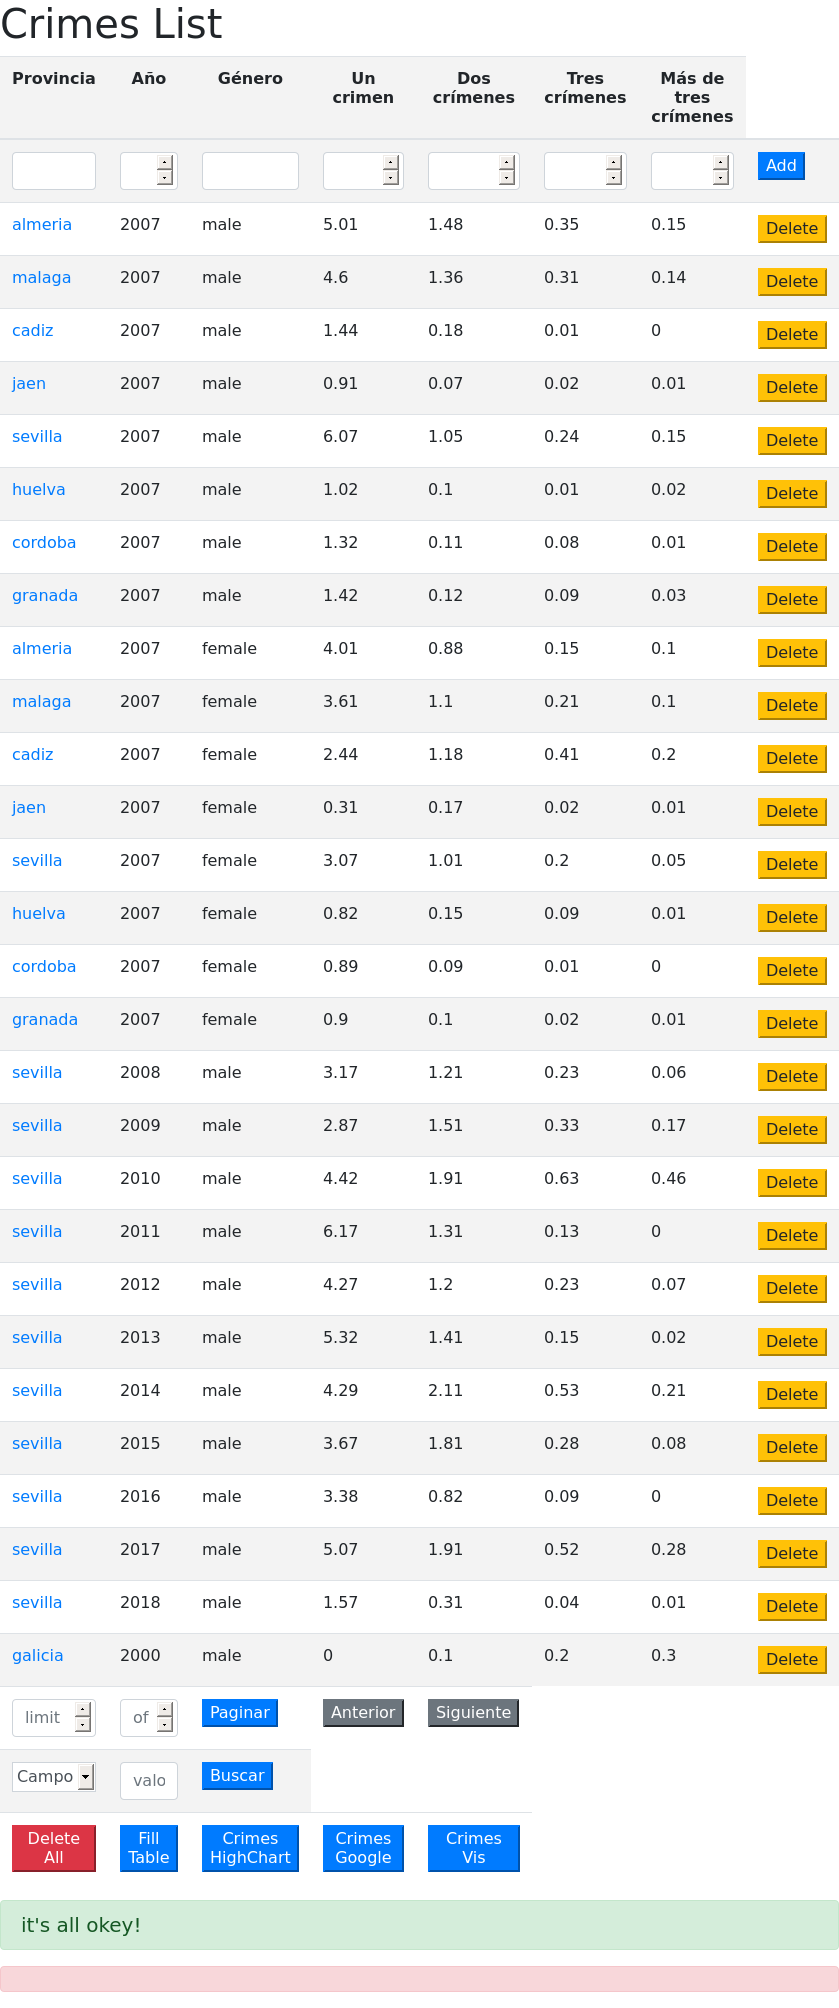 Crimes List
Provincia Año Género Un crimen Dos crímenes Tres crímenes Más de tres crímenes
Add
almeria 2007 male 5.01 1.48 0.35 0.15 Delete
malaga 2007 male 4.6 1.36 0.31 0.14 Delete
cadiz 2007 male 1.44 0.18 0.01 0 Delete
jaen 2007 male 0.91 0.07 0.02 0.01 Delete
sevilla 2007 male 6.07 1.05 0.24 0.15 Delete
huelva 2007 male 1.02 0.1 0.01 0.02 Delete
cordoba 2007 male 1.32 0.11 0.08 0.01 Delete
granada 2007 male 1.42 0.12 0.09 0.03 Delete
almeria 2007 female 4.01 0.88 0.15 0.1 Delete
malaga 2007 female 3.61 1.1 0.21 0.1 Delete
cadiz 2007 female 2.44 1.18 0.41 0.2 Delete
jaen 2007 female 0.31 0.17 0.02 0.01 Delete
sevilla 2007 female 3.07 1.01 0.2 0.05 Delete
huelva 2007 female 0.82 0.15 0.09 0.01 Delete
cordoba 2007 female 0.89 0.09 0.01 0 Delete
granada 2007 female 0.9 0.1 0.02 0.01 Delete
sevilla 2008 male 3.17 1.21 0.23 0.06 Delete
sevilla 2009 male 2.87 1.51 0.33 0.17 Delete
sevilla 2010 male 4.42 1.91 0.63 0.46 Delete
sevilla 2011 male 6.17 1.31 0.13 0 Delete
sevilla 2012 male 4.27 1.2 0.23 0.07 Delete
sevilla 2013 male 5.32 1.41 0.15 0.02 Delete
sevilla 2014 male 4.29 2.11 0.53 0.21 Delete
sevilla 2015 male 3.67 1.81 0.28 0.08 Delete
sevilla 2016 male 3.38 0.82 0.09 0 Delete
sevilla 2017 male 5.07 1.91 0.52 0.28 Delete
sevilla 2018 male 1.57 0.31 0.04 0.01 Delete
galicia 2000 male 0 0.1 0.2 0.3 Delete
limit of Paginar Anterior Siguiente
Campo valo Buscar
Delete All Fill Table Crimes HighChart Crimes Google Crimes Vis
it's all okey!